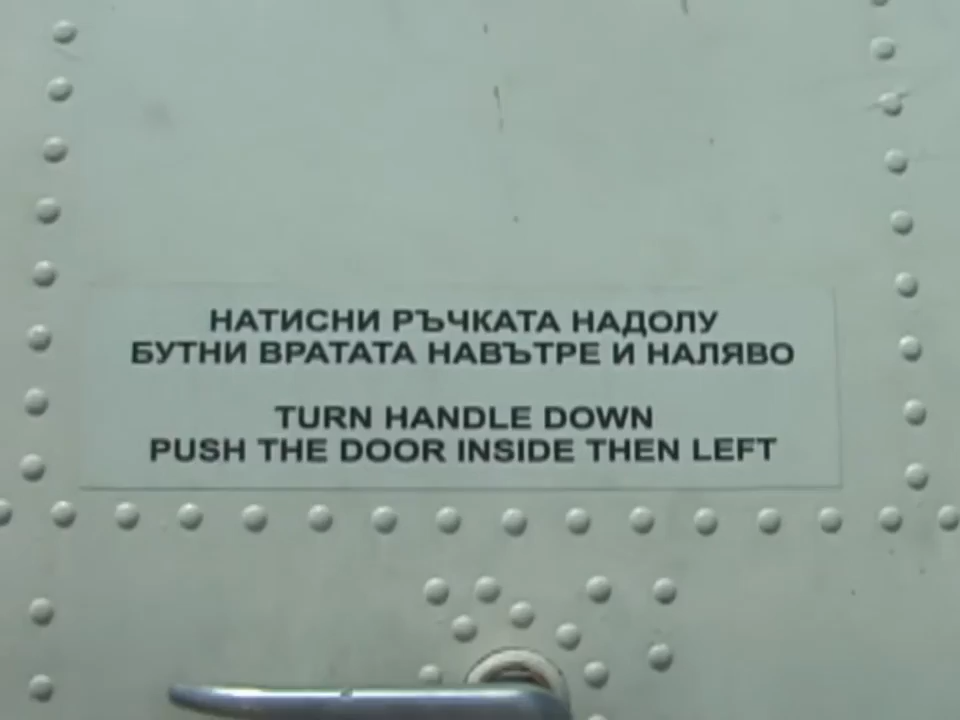 НАТИСНИ РЪЧКАТА НАДОЛУ
БУТНИ ВРАТАТА НАВЪТРЕ И НАЛЯВО
TURN HANDLE DOWN
PUSH THE DOOR INSIDE THEN LEFT